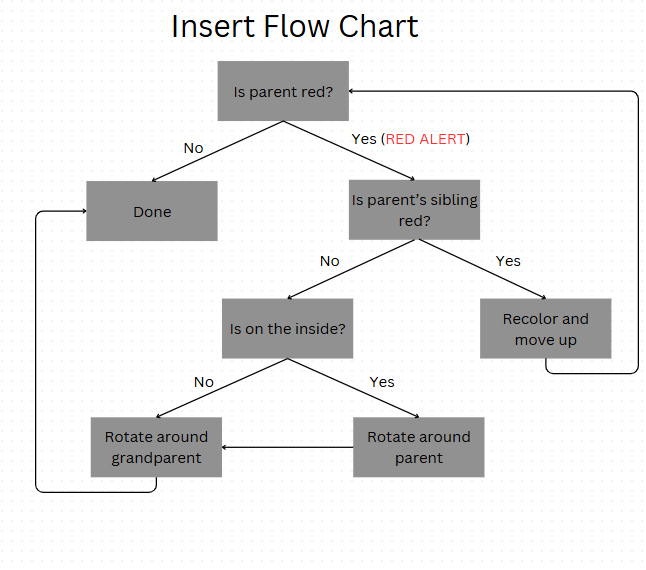 Insert Flow Chart
Is parent red?
No
Yes (RED ALERT)
Done
Is parent's sibling
red?
No
Yes
Is on the inside?
Recolor and
move up
No
Yes
Rotate around
grandparent
Rotate around
parent